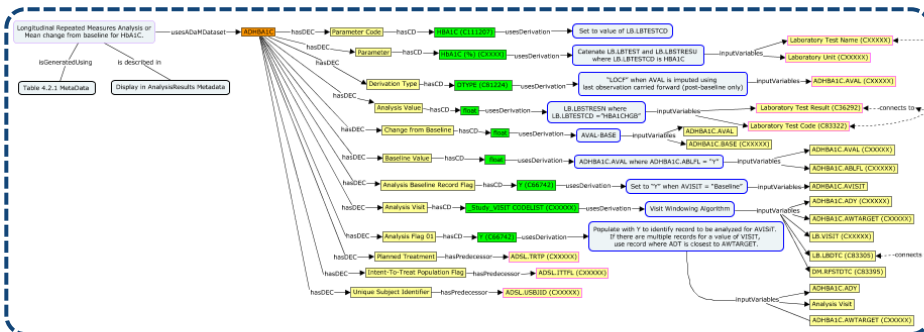 Longitudinal Repeated Measures Analysis or
Mean change from baseline for HbA1C.
usesADaMDataset
ADHBA1C
isGeneratedUsing
is described in
Table 4.2.1 MetaData
Display in AnalysisResults Metadata
hasDEC
Parameter Code
hasCD
HBA1C (C111207)
usesDerivation
Set to value of LB.LBTESTCD
hasDEC
Parameter
hasCD
HbA1C (%) (CXXXX)
usesDerivation
Catenate LB.LBTEST and LB.LBSTRESU
where LB.LBTESTCD is HBA1C
inputVariables
Laboratory Test Name (CXXXXX)
Laboratory Unit (CXXXXX)
hasDEC
Derivation Type
hasCD
DTYPE (C81224)
usesDerivation
"LOCF" when AVAL is imputed using
last observation carried forward (post-baseline only)
inputVariables
ADHBA1C.AVAL (CXXXXX)
hasDEC
Analysis Value
hasCD
float
usesDerivation
LB.LBSTRESN where
LB.LBTESTCD ="HBA1CHGB"
inputVariables
Laboratory Test Result (C36292)
connects to
Laboratory Test Code (C83322)
hasDEC
Change from Baseline
hasCD
float
usesDerivation
AVAL-BASE
inputVariables
ADHBA1C.AVAL
ADHBA1C.BASE (CXXXXX)
hasDEC
Baseline Value
hasCD
float
usesDerivation
ADHBA1C.AVAL where ADHBA1C.ABLFL = "Y"
inputVariables
ADHBA1C.AVAL (CXXXXX)
ADHBA1C.ABLFL (CXXXXX)
hasDEC
Analysis Baseline Record Flag
hasCD
Y (C66742)
usesDerivation
Set to "Y" when AVISIT = "Baseline"
inputVariables
ADHBA1C.AVISIT
hasDEC
Analysis Visit
hasCD
_Study_VISIT CODELIST (CXXXXX)
usesDerivation
Visit Windowing Algorithm
inputVariables
ADHBA1C.ADY (CXXXXX)
ADHBA1C.AWTARGET (CXXXXX)
LB.VISIT (CXXXXX)
LB.LBDTC (C83305)
connects
DM.RFSTDTC (C83395)
hasDEC
Analysis Flag 01
hasCD
Y (C66742)
usesDerivation
Populate with Y to identify record to be analyzed for AVISIT.
If there are multiple records for a value of VISIT,
use record where ADT is closest to AWTARGET.
inputVariables
ADHBA1C.ADY
Analysis Visit
ADHBA1C.AWTARGET (CXXXXX)
hasDEC
Planned Treatment
hasPredecessor
ADSL.TRTP (CXXXXX)
hasDEC
Intent-To-Treat Population Flag
hasPredecessor
ADSL.ITTFL (CXXXXX)
hasDEC
Unique Subject Identifier
hasPredecessor
ADSL.USBJID (CXXXXX)